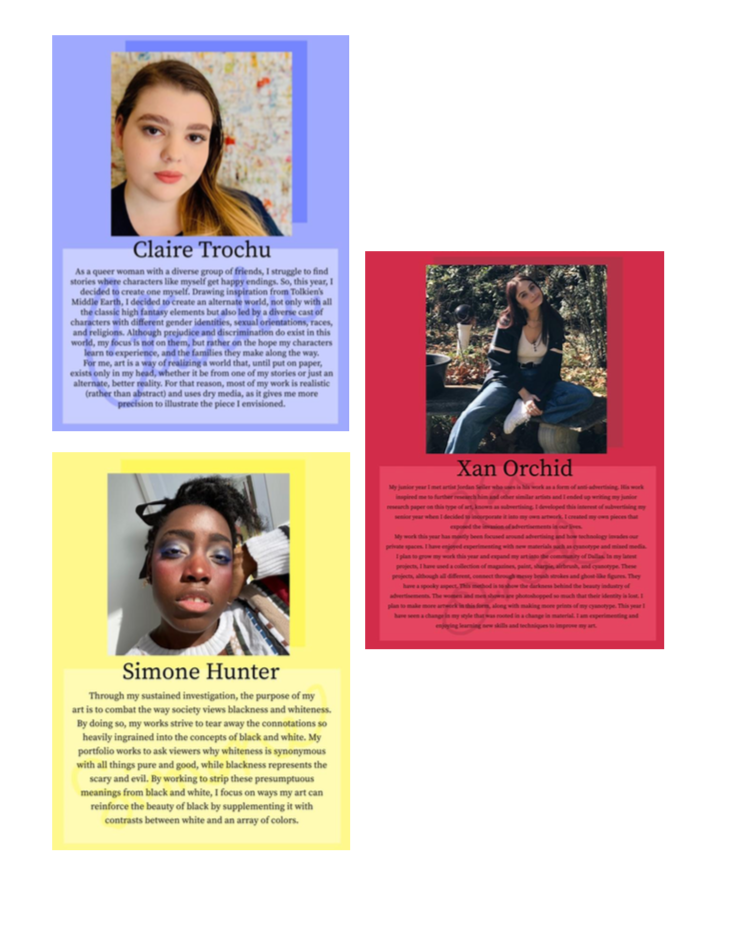 Claire Trochu
As a queer woman with a diverse group of friends, I struggle to find
stories where characters like myself get happy endings. So, this year, I
decided to create one myself. Drawing inspiration from Tolkien's
Middle Earth, I decided to create an alternate world, not only with all
the classic high fantasy elements but also led by a diverse cast of
characters with different gender identities, sexual orientations, races,
and religions. Although prejudice and discrimination do exist in this
world, my focus is not on them, but rather on the hope my characters
learn to experience, and the families they make along the way.
For me, art is a way of realizing a world that, until put on paper,
exists only in my head, whether it be from one of my stories or just an
alternate, better reality. For that reason, most of my work is realistic
(rather than abstract) and uses dry media, as it gives me more
precision to illustrate the piece I envisioned.
Simone Hunter
Through my sustained investigation, the purpose of my
art is to combat the way society views blackness and whiteness.
By doing so, my works strive to tear away the connotations so
heavily ingrained into the concepts of black and white. My
portfolio works to ask viewers why whiteness is synonymous
with all things pure and good, while blackness represents the
scary and evil. By working to strip these presumptuous
meanings from black and white, I focus on ways my art can
reinforce the beauty of black by supplementing it with
contrasts between white and an array of colors.
Xan Orchid
My junior year I met artist Jordan Seiler who uses is his work as a form of anti-advertising. His work
inspired me to further research him and other similar artists and I ended up writing my junior
research paper on this type of art, known as subvertising. I developed this interest of subvertising my
senior year when I decided to incorporate it into my own artwork. I created my own pieces that
exposed the invasion of advertisements in our lives.
My work this year has mostly been focused around advertising and how technology invades our
private spaces. I have enjoyed experimenting with new materials such as cyanotype and mixed media.
I plan to grow my work this year and expand my art into the community of Dallas. In my latest
projects, I have used a collection of magazines, paint, sharpie, airbrush, and cyanotype. These
projects, although all different, connect through messy brush strokes and ghost-like figures. They
have a spooky aspect. This method is to show the darkness behind the beauty industry of
advertisements. The women and men shown are photoshopped so much that their identity is lost. I
plan to make more artwork in this form, along with making more prints of my cyanotype. This year I
have seen a change in my style that was rooted in a change in material. I am experimenting and
enjoying learning new skills and techniques to improve my art.